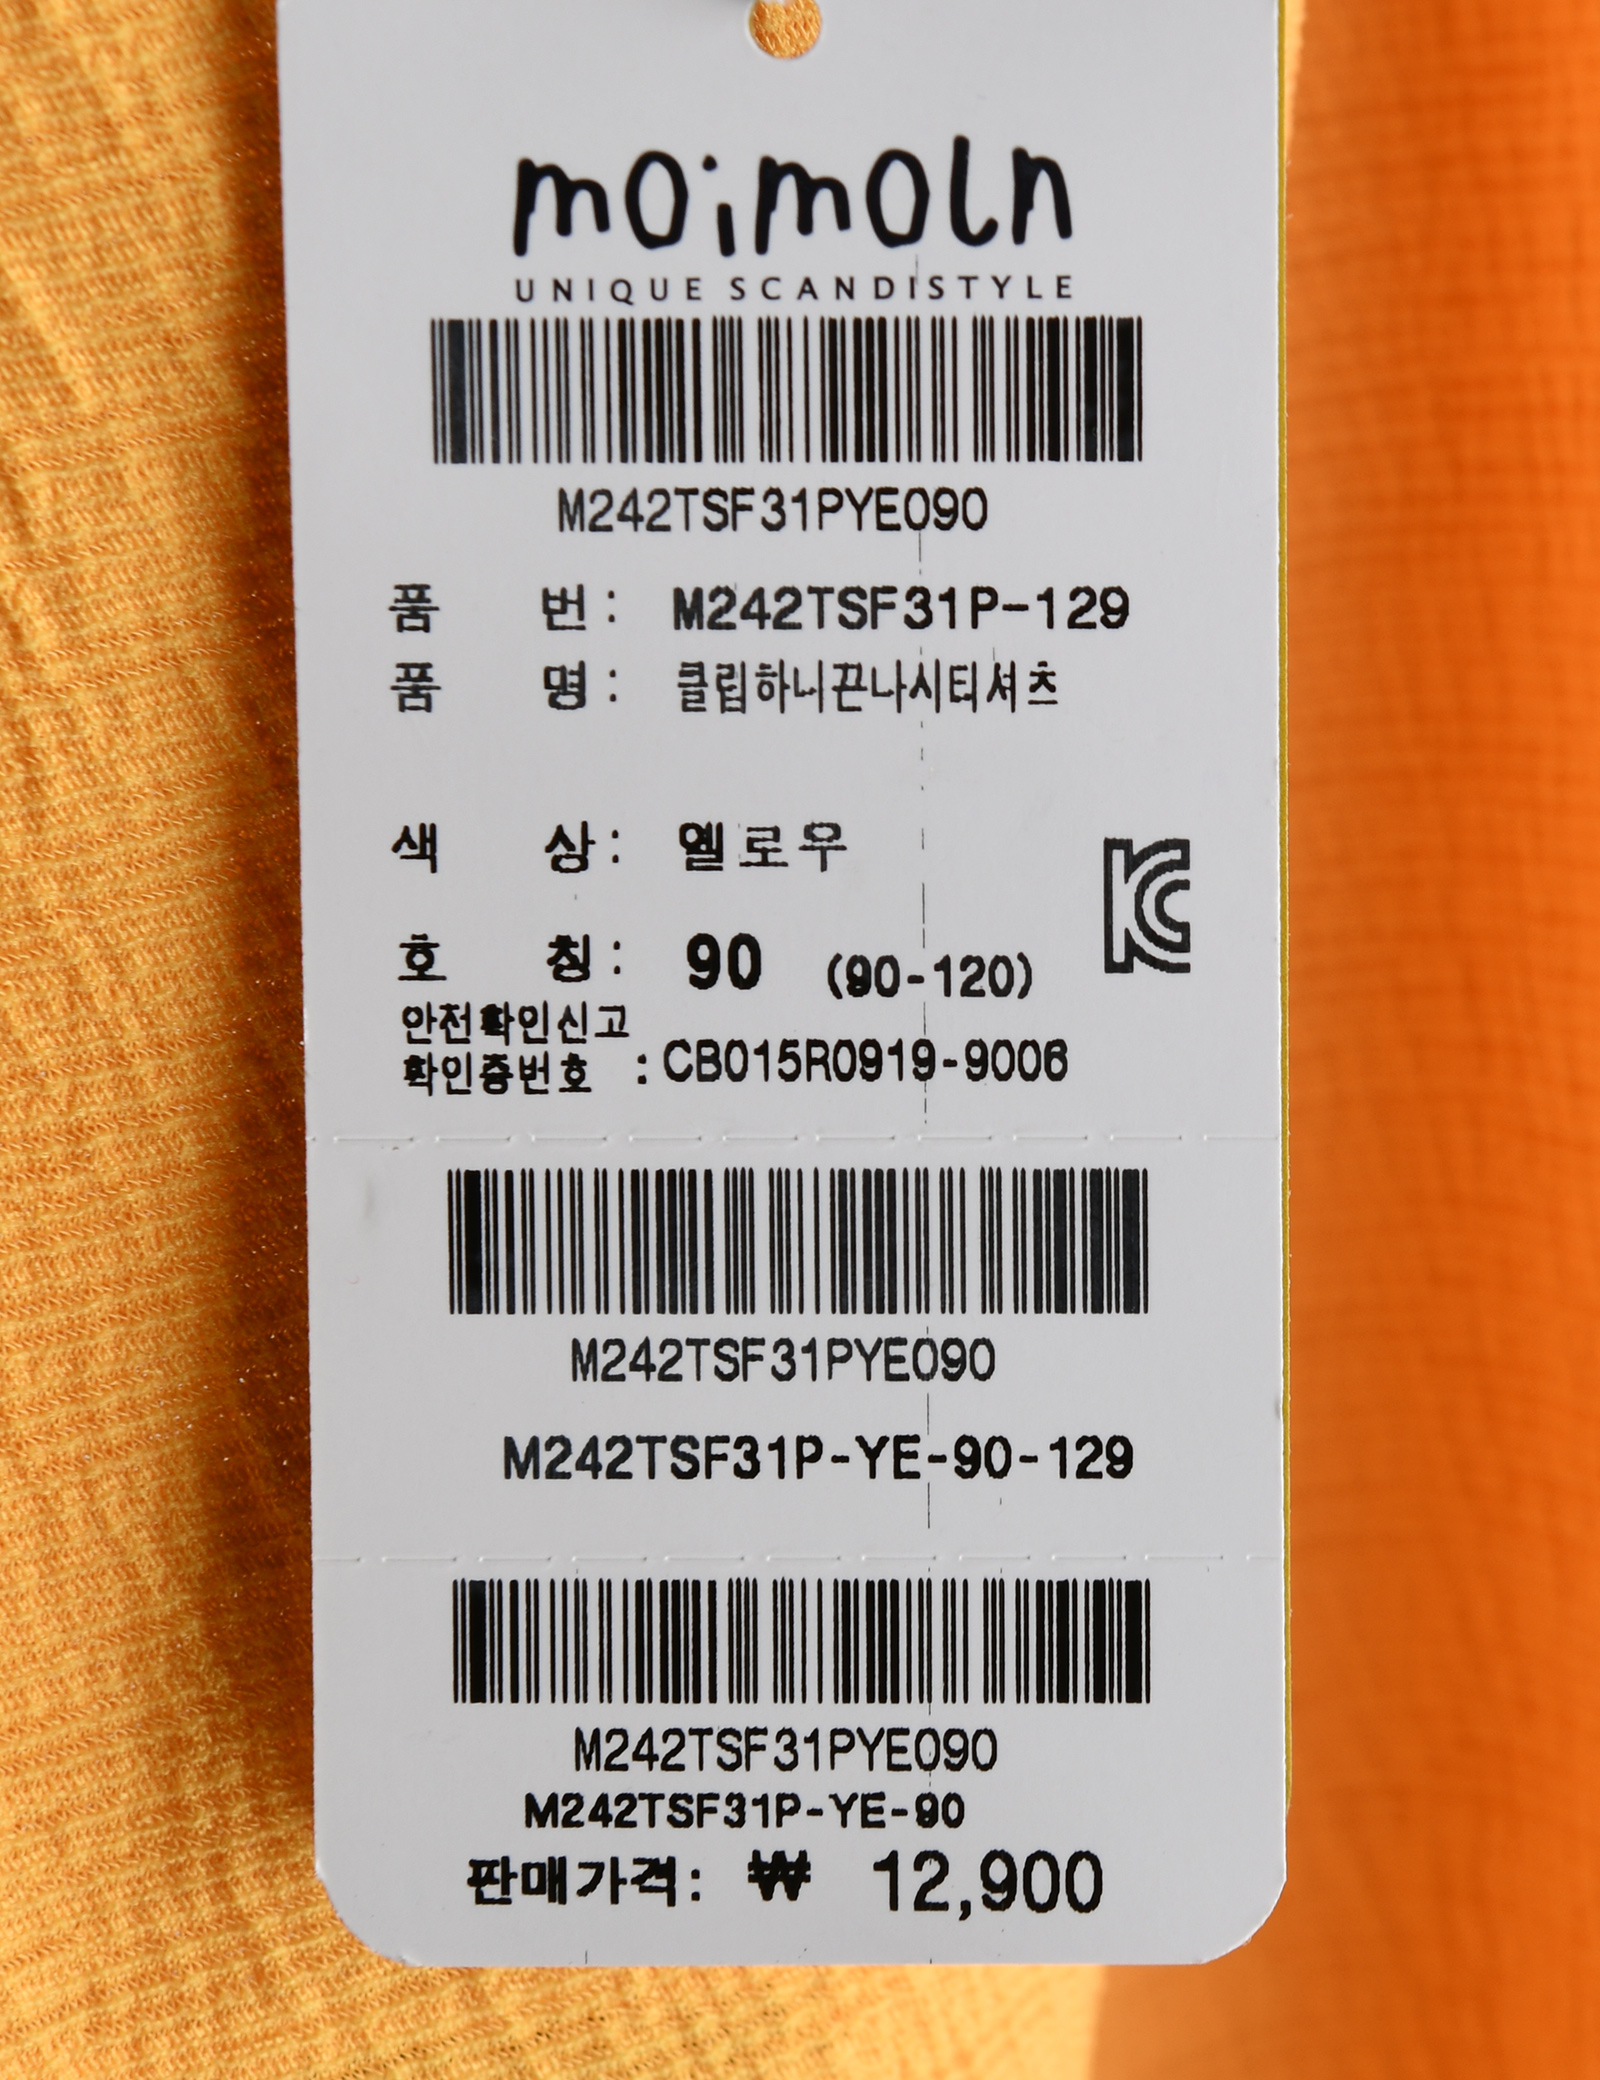 moimoln
UNIQUE SCANDISTYLE
M242TSF31PYE090
품 번 : M242TSF31P-129
품 명 : 클립하니끈나시티셔츠
색 상 : 옐로우
호 칭 : 90 (90-120)
안전확인신고
확인증번호 : CB015R0919-9006
M242TSF31PYE090
M242TSF31P-YE-90-129
M242TSF31PYE090
M242TSF31P-YE-90
판매가격: ₩ 12,900